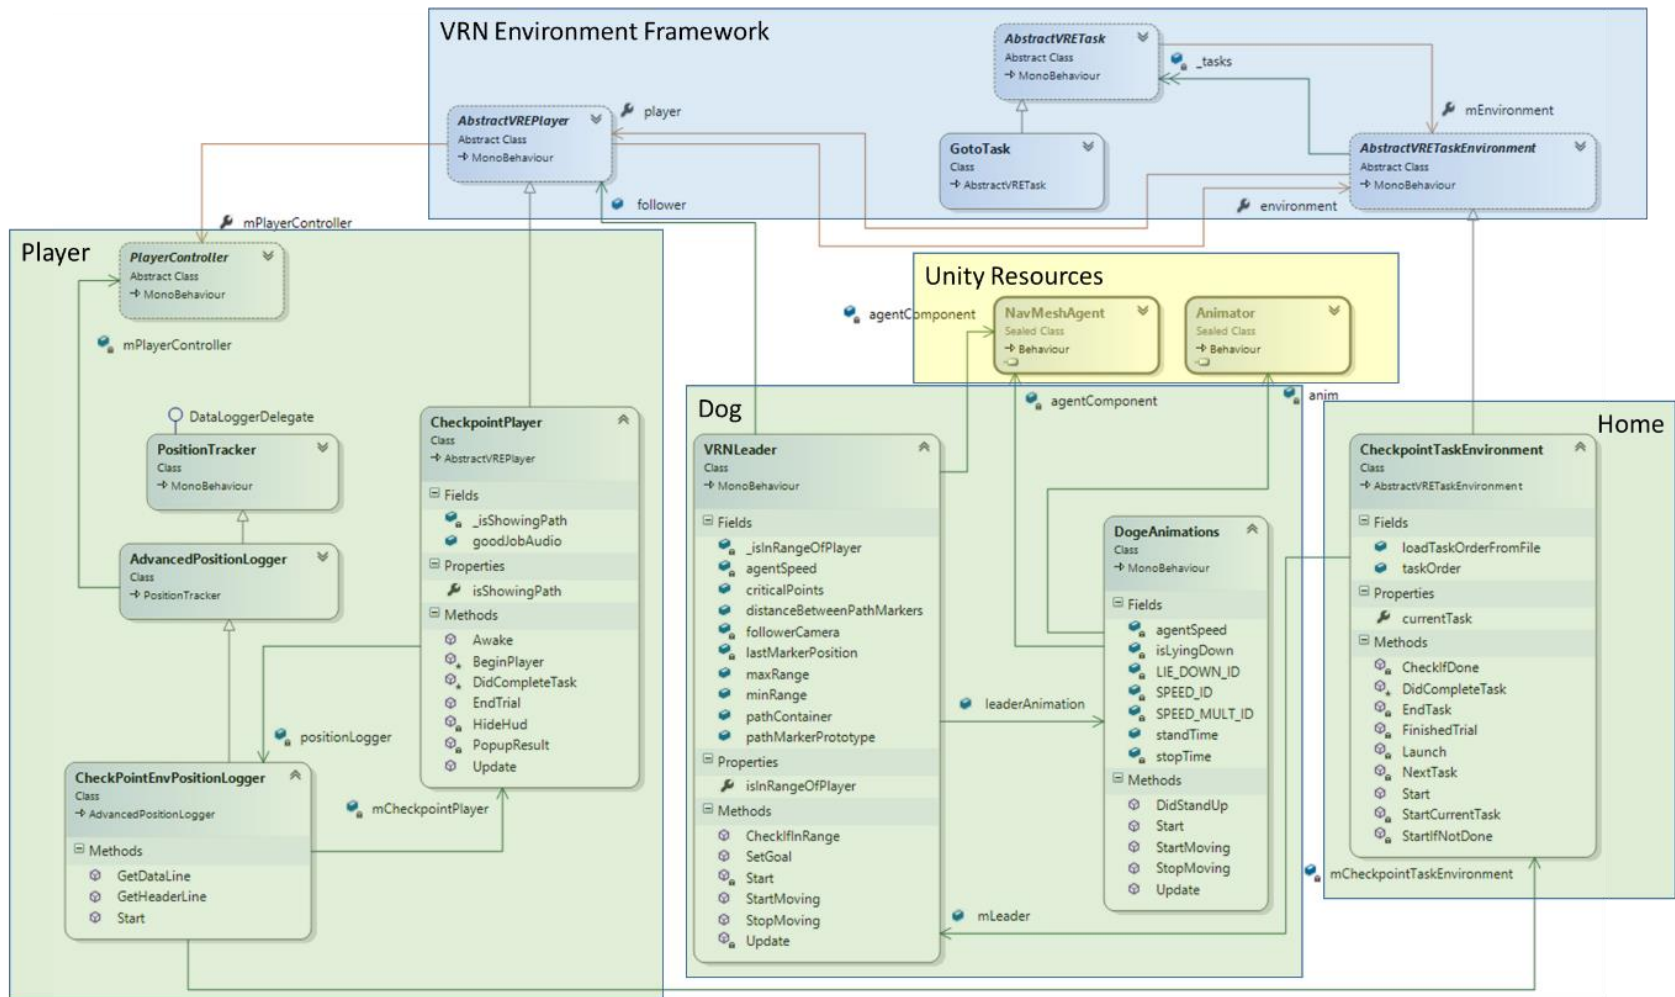 VRN Environment Framework
AbstractVRETask
Abstract Class
MonoBehaviour
_tasks
mEnvironment
AbstractVREPlayer
Abstract Class
MonoBehaviour
player
GotoTask
Class
AbstractVRETask
AbstractVRETaskEnvironment
Abstract Class
MonoBehaviour
follower
environment
mPlayerController
Player
PlayerController
Abstract Class
MonoBehaviour
mPlayerController
DataLoggerDelegate
PositionTracker
Class
MonoBehaviour
AdvancedPositionLogger
Class
PositionTracker
CheckpointPlayer
Class
AbstractVREPlayer
Fields
_isShowingPath
goodJobAudio
Properties
isShowingPath
Methods
Awake
BeginPlayer
DidCompleteTask
EndTrial
HideHud
PopupResult
Update
positionLogger
mCheckpointPlayer
CheckPointEnvPositionLogger
Class
AdvancedPositionLogger
Methods
GetDataLine
GetHeaderLine
Start
Unity Resources
agentComponent
NavMeshAgent
Sealed Class
Behaviour
Animator
Sealed Class
Behaviour
agentComponent
anim
Dog
VRNLeader
Class
MonoBehaviour
Fields
_isInRangeOfPlayer
agentSpeed
criticalPoints
distanceBetweenPathMarkers
followerCamera
lastMarkerPosition
maxRange
minRange
pathContainer
pathMarkerPrototype
Properties
isInRangeOfPlayer
Methods
CheckIfInRange
SetGoal
Start
StartMoving
StopMoving
Update
leaderAnimation
mLeader
DogeAnimations
Class
MonoBehaviour
Fields
agentSpeed
isLyingDown
LIE_DOWN_ID
SPEED_ID
SPEED_MULT_ID
standTime
stopTime
Methods
DidStandUp
Start
StartMoving
StopMoving
Update
Home
CheckpointTaskEnvironment
Class
AbstractVRETaskEnvironment
Fields
loadTaskOrderFromFile
taskOrder
Properties
currentTask
Methods
CheckIfDone
DidCompleteTask
EndTask
FinishedTrial
Launch
NextTask
Start
StartCurrentTask
StartIfNotDone
mCheckpointTaskEnvironment